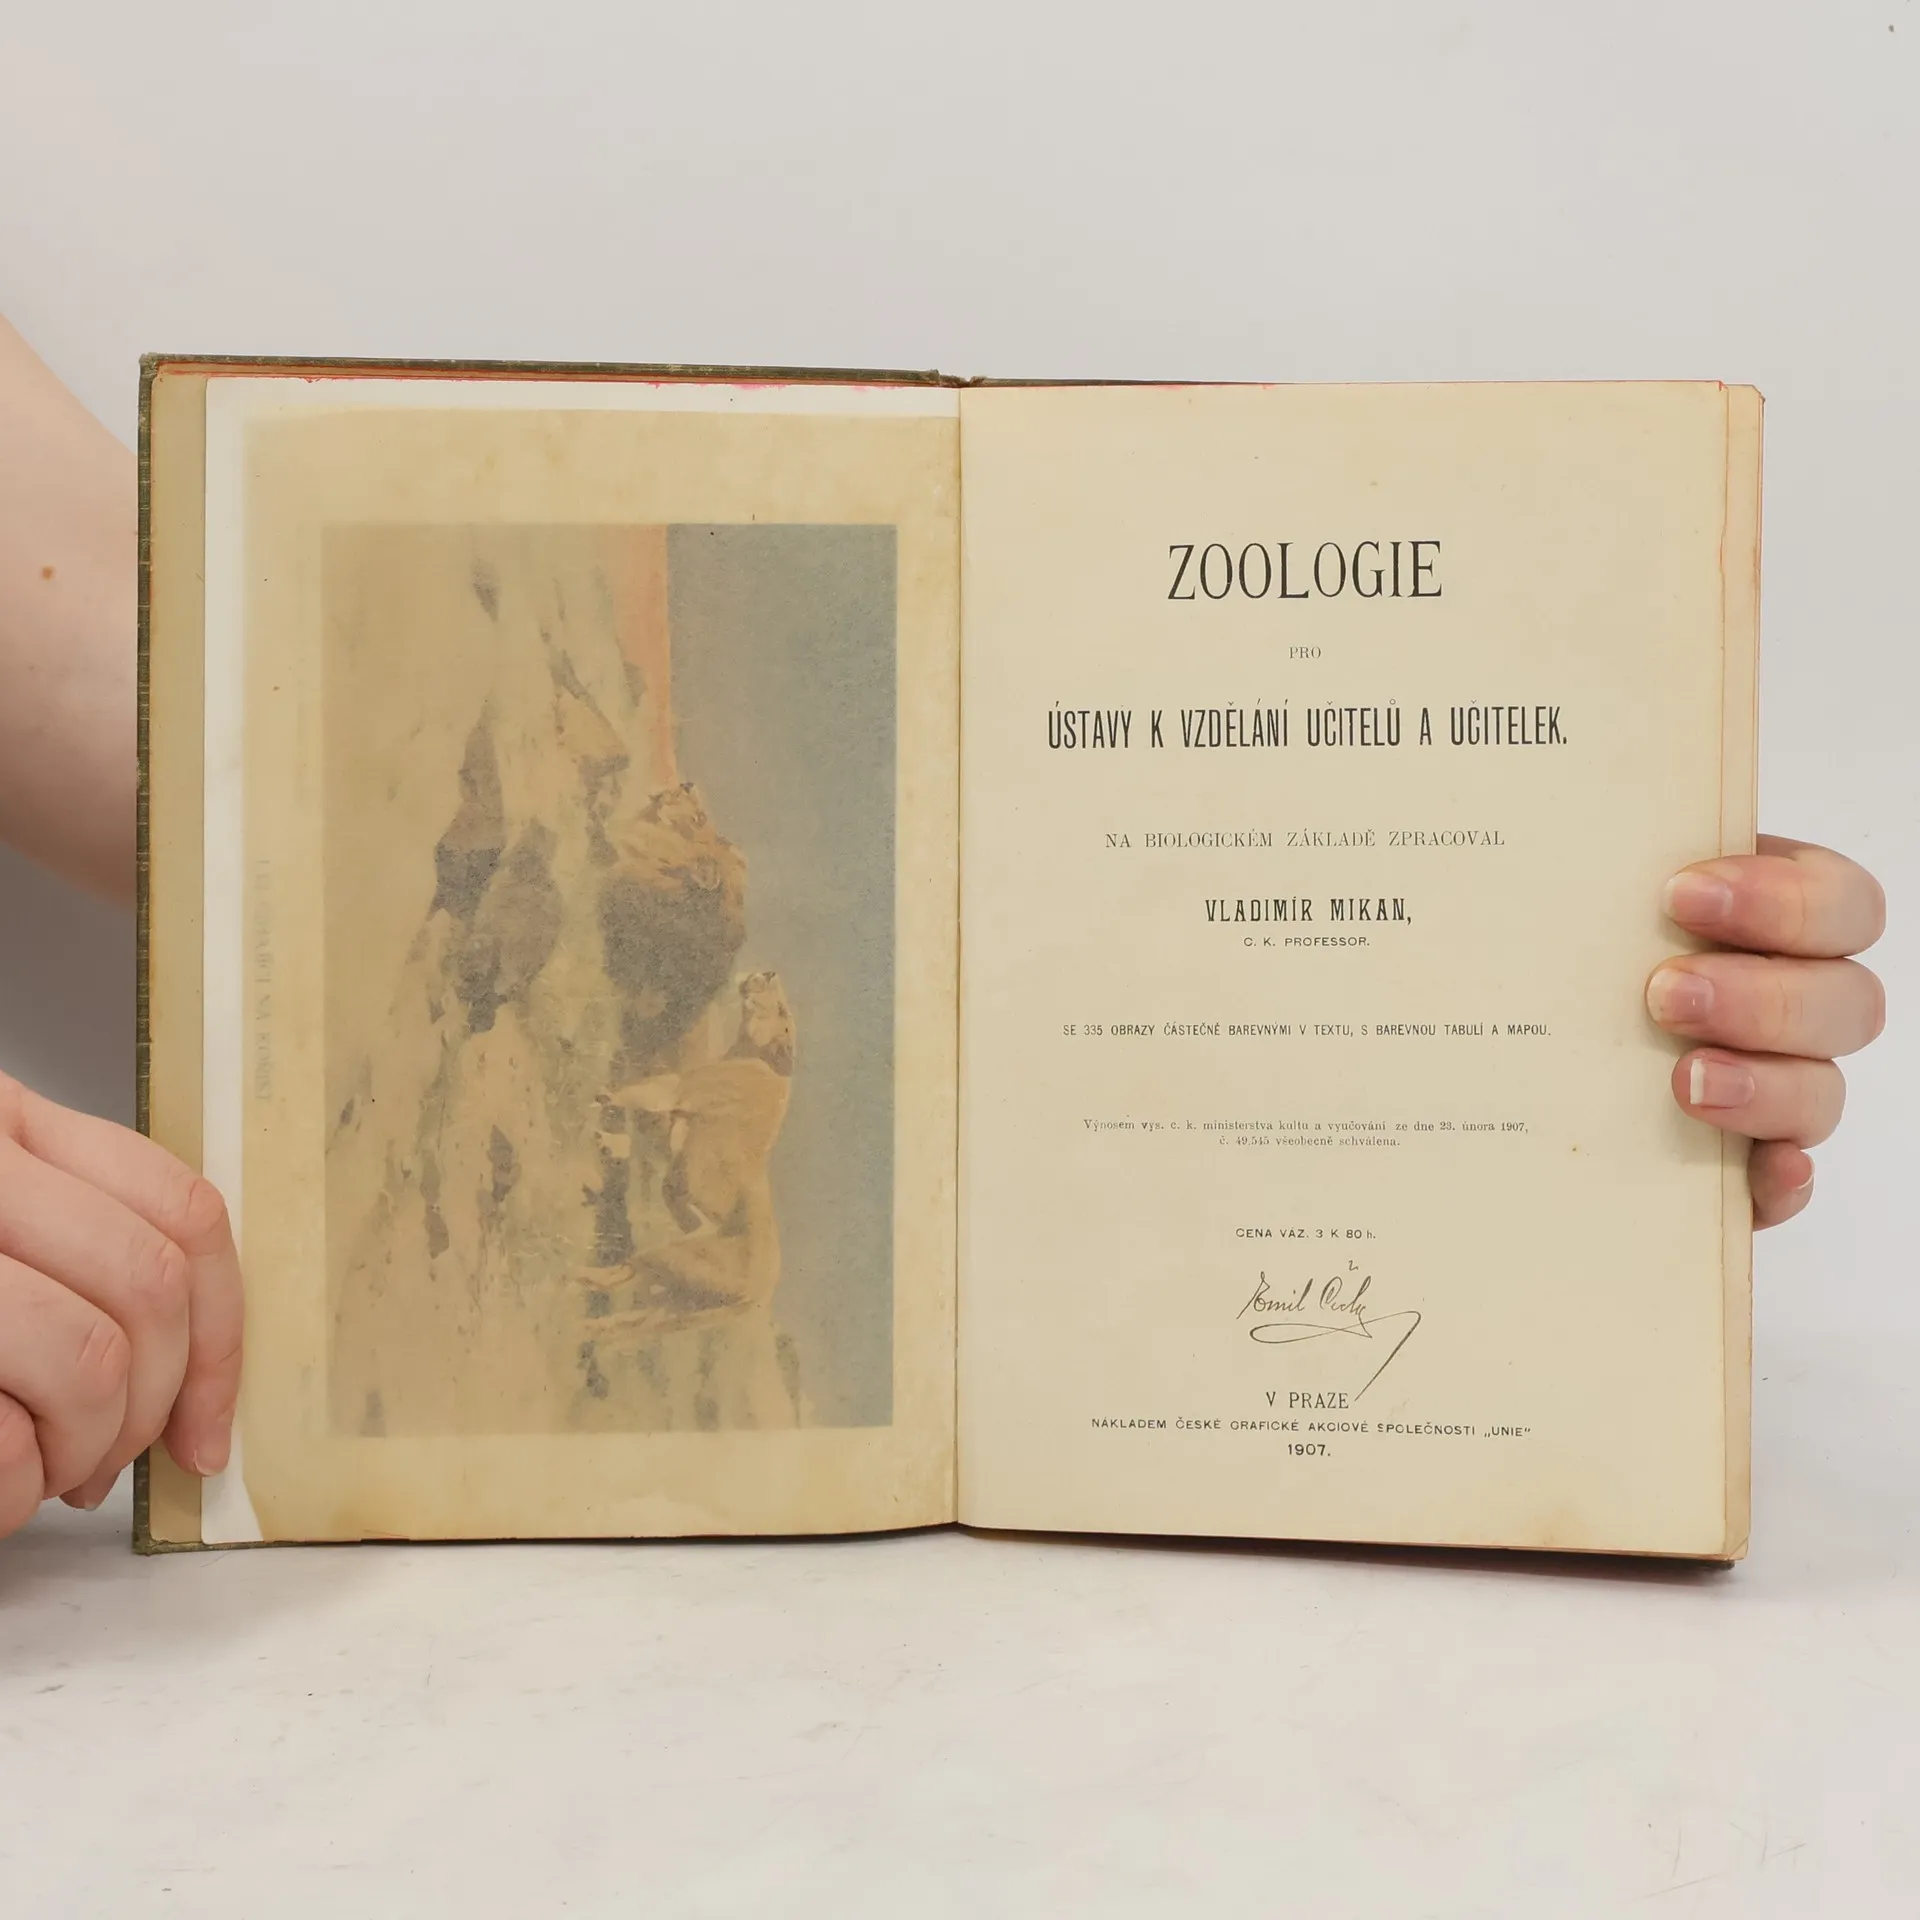 ZOOLOGIE
PRO
ÚSTAVY K VZDĚLÁNÍ UČITELŮ A UČITELEK.
NA BIOLOGICKÉM ZÁKLADĚ ZPRACOVAL
VLADIMÍR MIKAN,
C. K. PROFESSOR.
SE 335 OBRAZY ČÁSTEČNĚ BAREVNÝMI V TEXTU, S BAREVNOU TABULÍ A MAPOU.
Výnosem vys. c. k. ministerstva kultu a vyučování ze dne 23. února 1907,
č. 49.545 všeobecně schválena.
CENA VÁZ. 3 K 80 h.
Emil
V PRAZE
NÁKLADEM ČESKÉ GRAFICKÉ AKCIOVÉ SPOLEČNOSTI „UNIE"
1907.